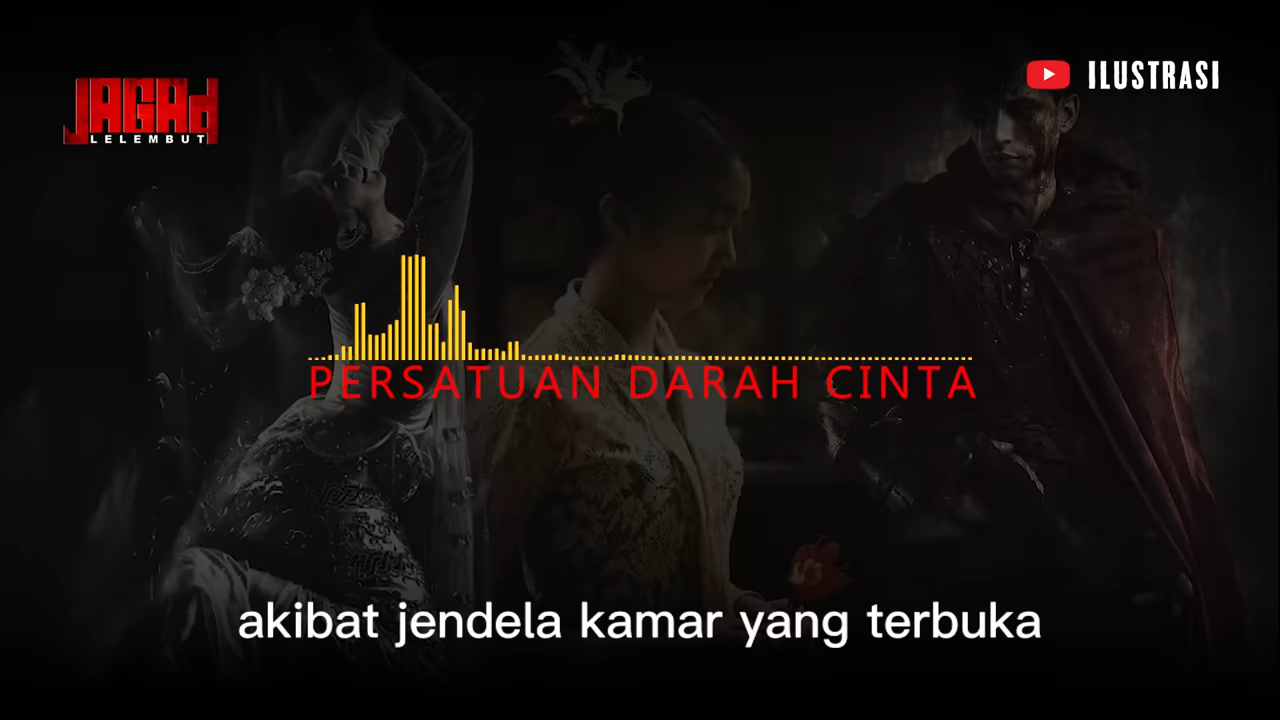 JAGAd
LELEMBUT
ILUSTRASI
PERSATUAN DARAH CINTA
akibat jendela kamar yang terbuka